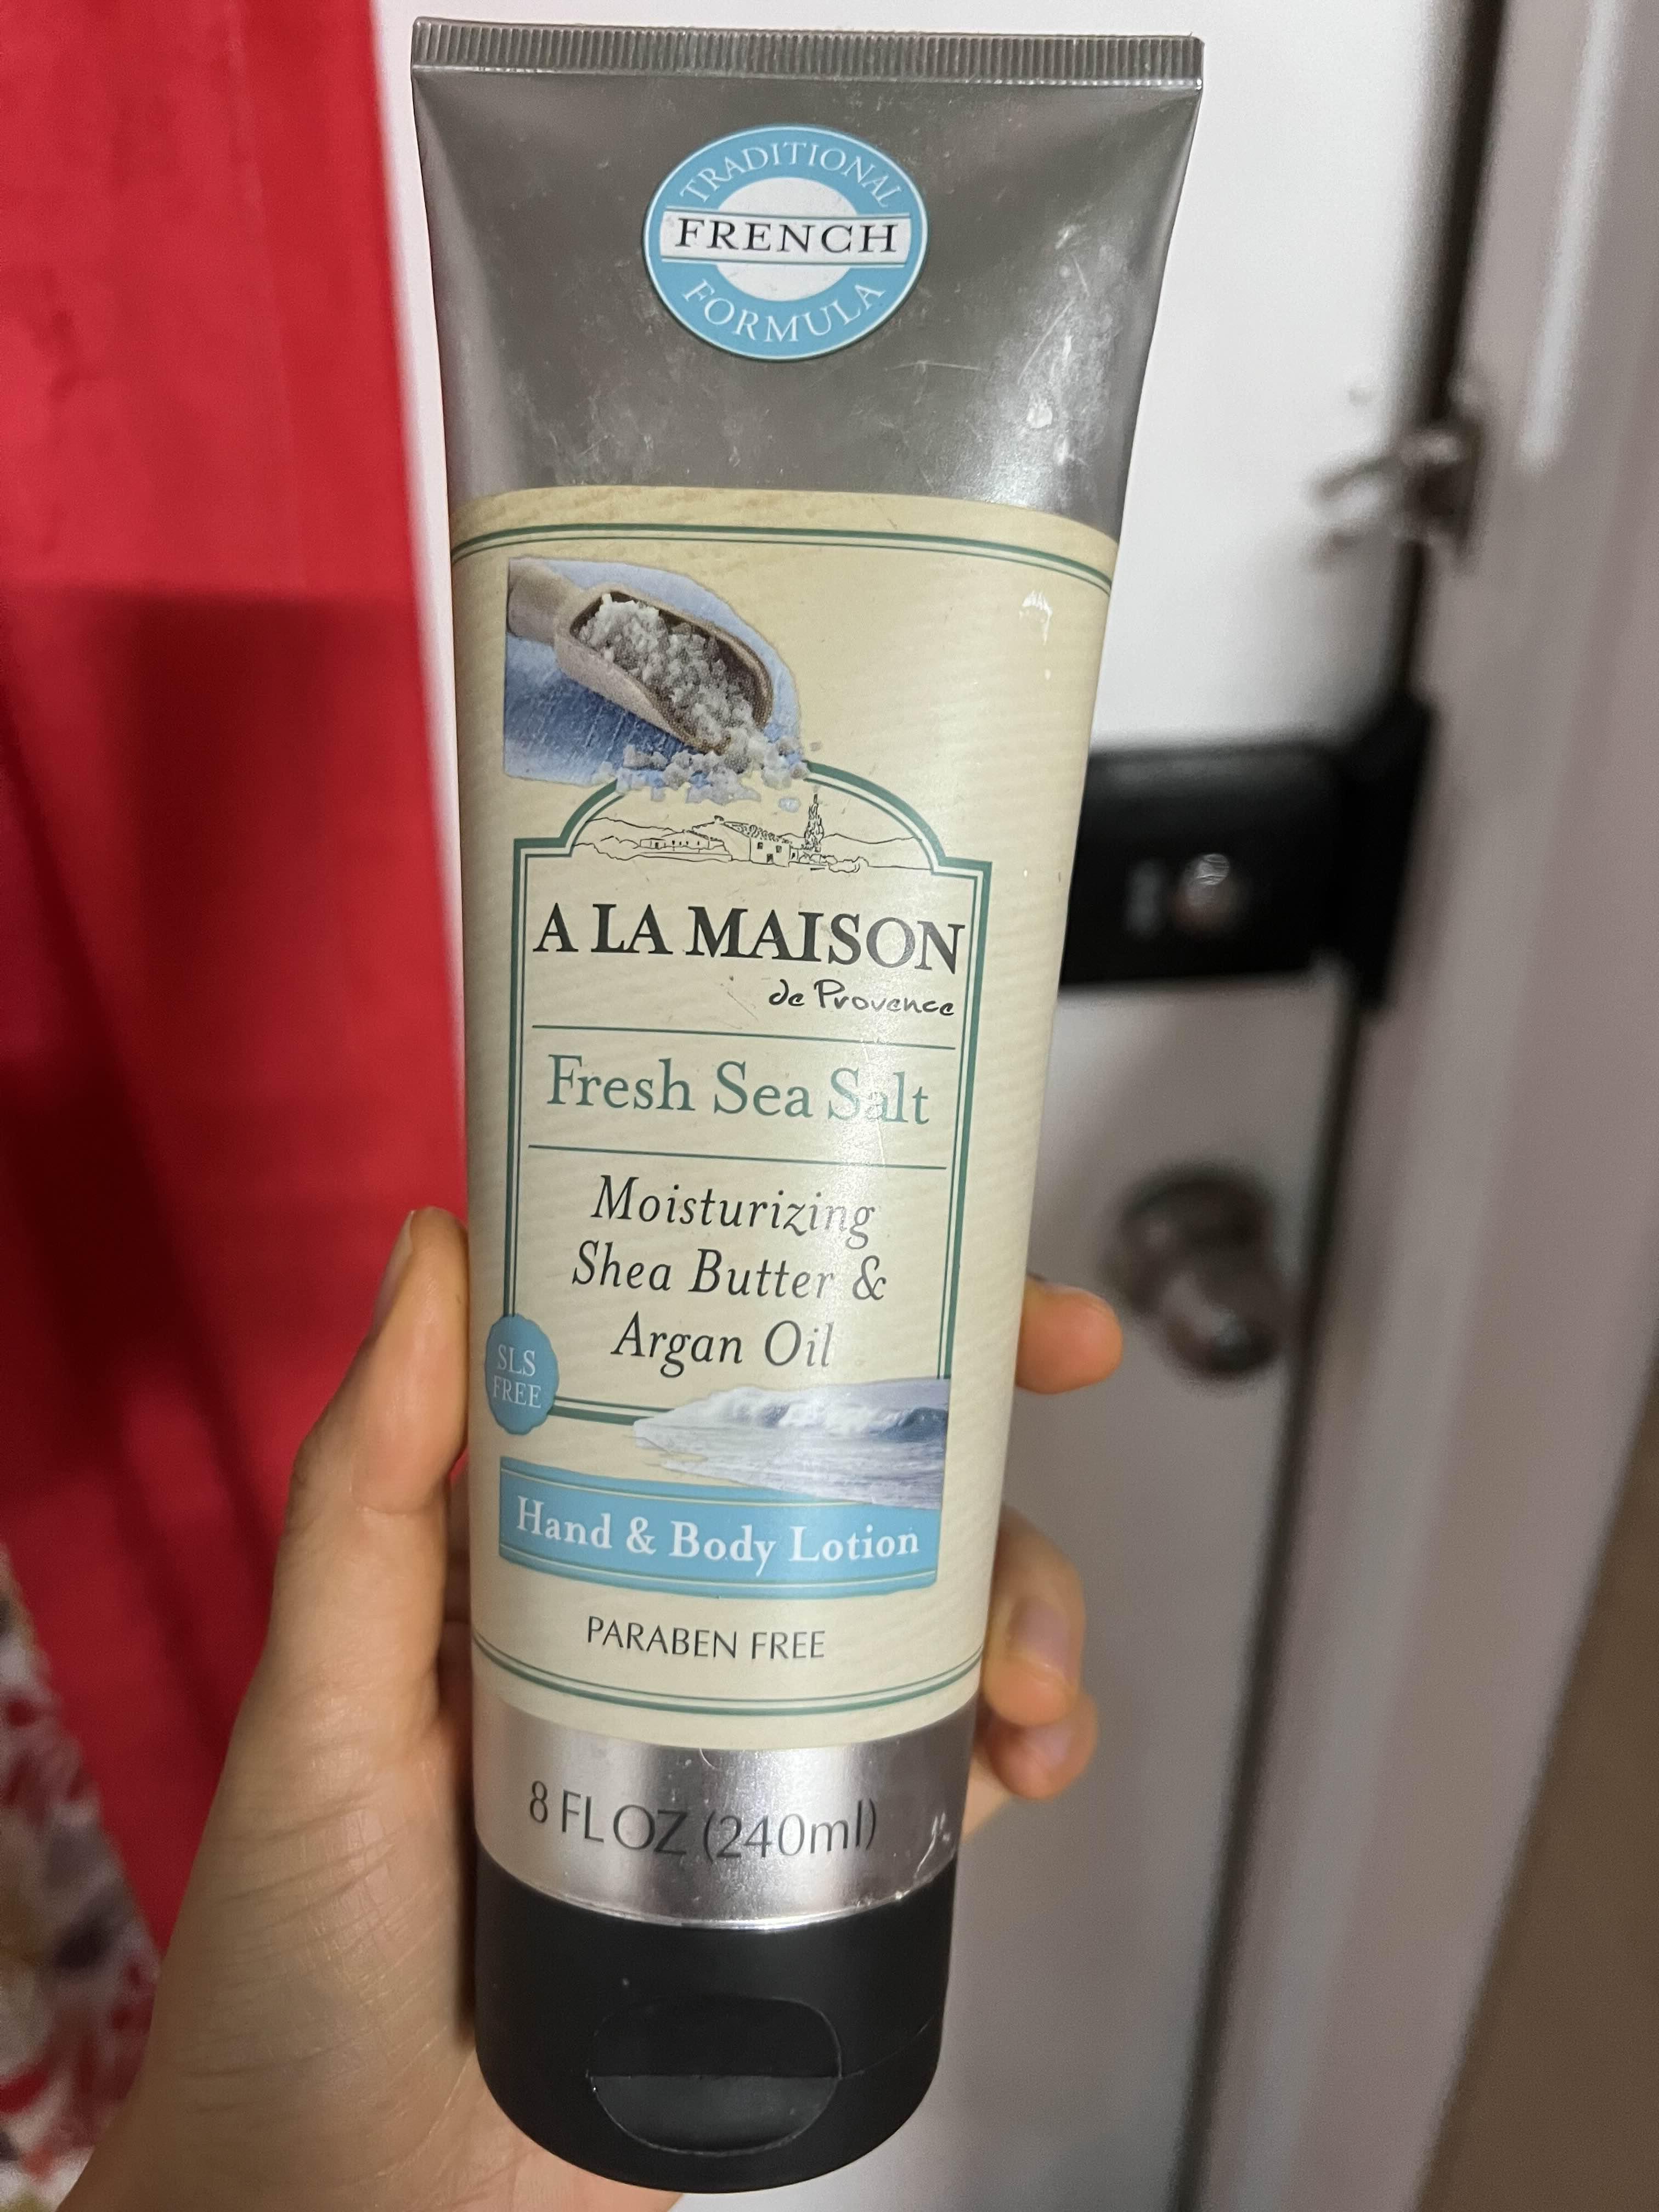 TRADITIONAL
FRENCH
FORMULA
A LA MAISON
de Provence
Fresh Sea Salt
Moisturizing
Shea Butter &
Argan Oil
SLS
FREE
Hand & Body Lotion
PARABEN FREE
8 FL OZ (240ml)